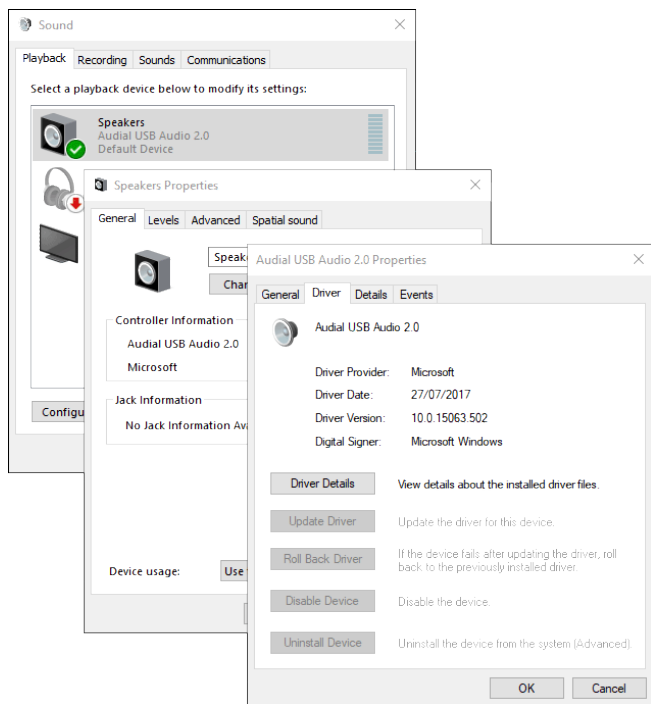 Sound
Playback Recording Sounds Communications
Select a playback device below to modify its settings:
Speakers
Audial USB Audio 2.0
Default Device
Speakers Properties
General Levels Advanced Spatial sound
Controller Information
Audial USB Audio 2.0
Microsoft
Jack Information
No Jack Information
Device usage:
Use
Audial USB Audio 2.0 Properties
General Driver Details Events
Audial USB Audio 2.0
Driver Provider: Microsoft
Driver Date: 27/07/2017
Driver Version: 10.0.15063.502
Digital Signer: Microsoft Windows
Driver Details View details about the installed driver files.
Update Driver Update the driver for this device.
Roll Back Driver If the device fails after updating the driver, roll
back to the previously installed driver.
Disable Device Disable the device.
Uninstall Device Uninstall the device from the system (Advanced).
OK Cancel